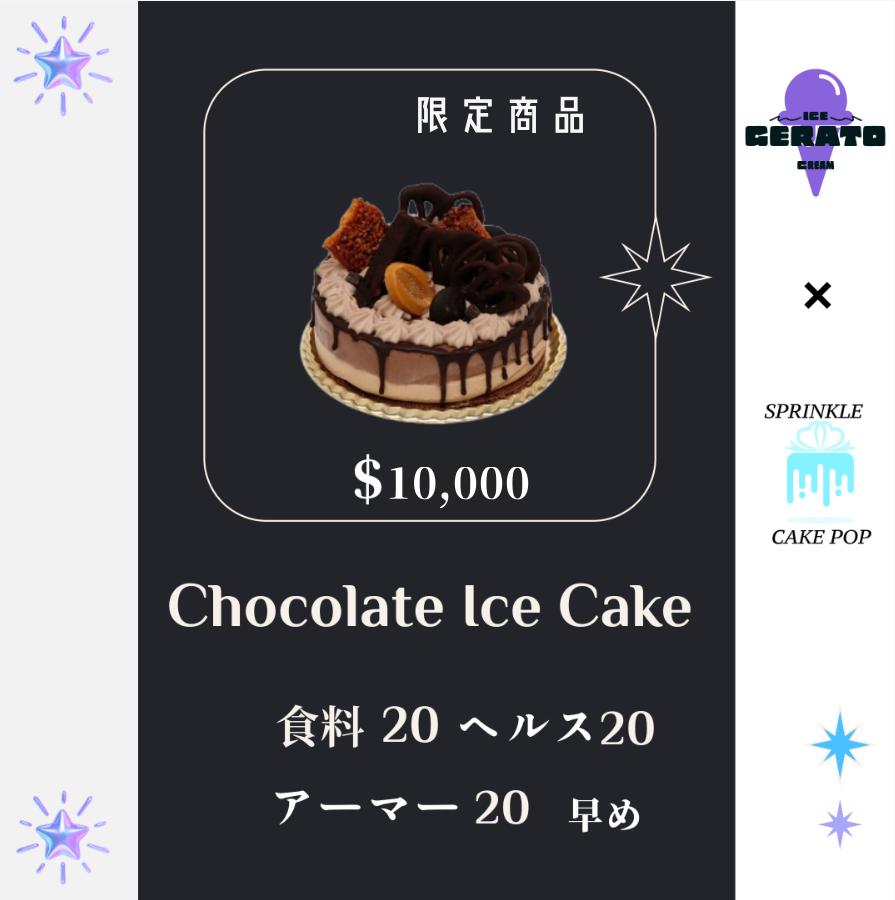 限定商品
$10,000
Chocolate Ice Cake
食料 20 ヘルス20
アーマー 20 早め
ICE
GERATO
CREAM
×
SPRINKLE
CAKE POP